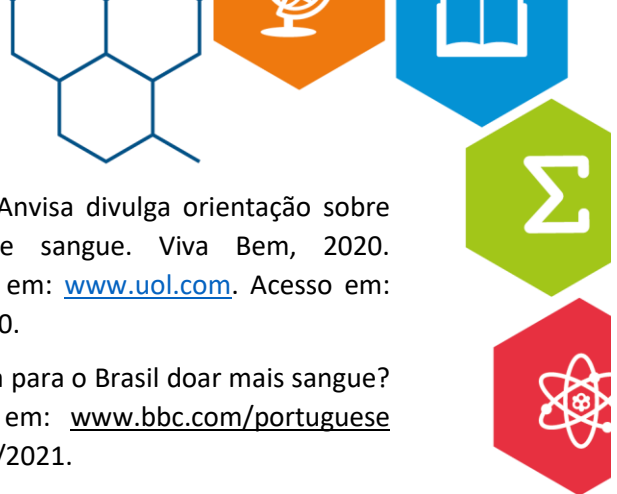 Σ
Anvisa divulga orientação sobre
e sangue. Viva Bem, 2020.
em: www.uol.com. Acesso em:
0.
para o Brasil doar mais sangue?
em: www.bbc.com/portuguese
/2021.